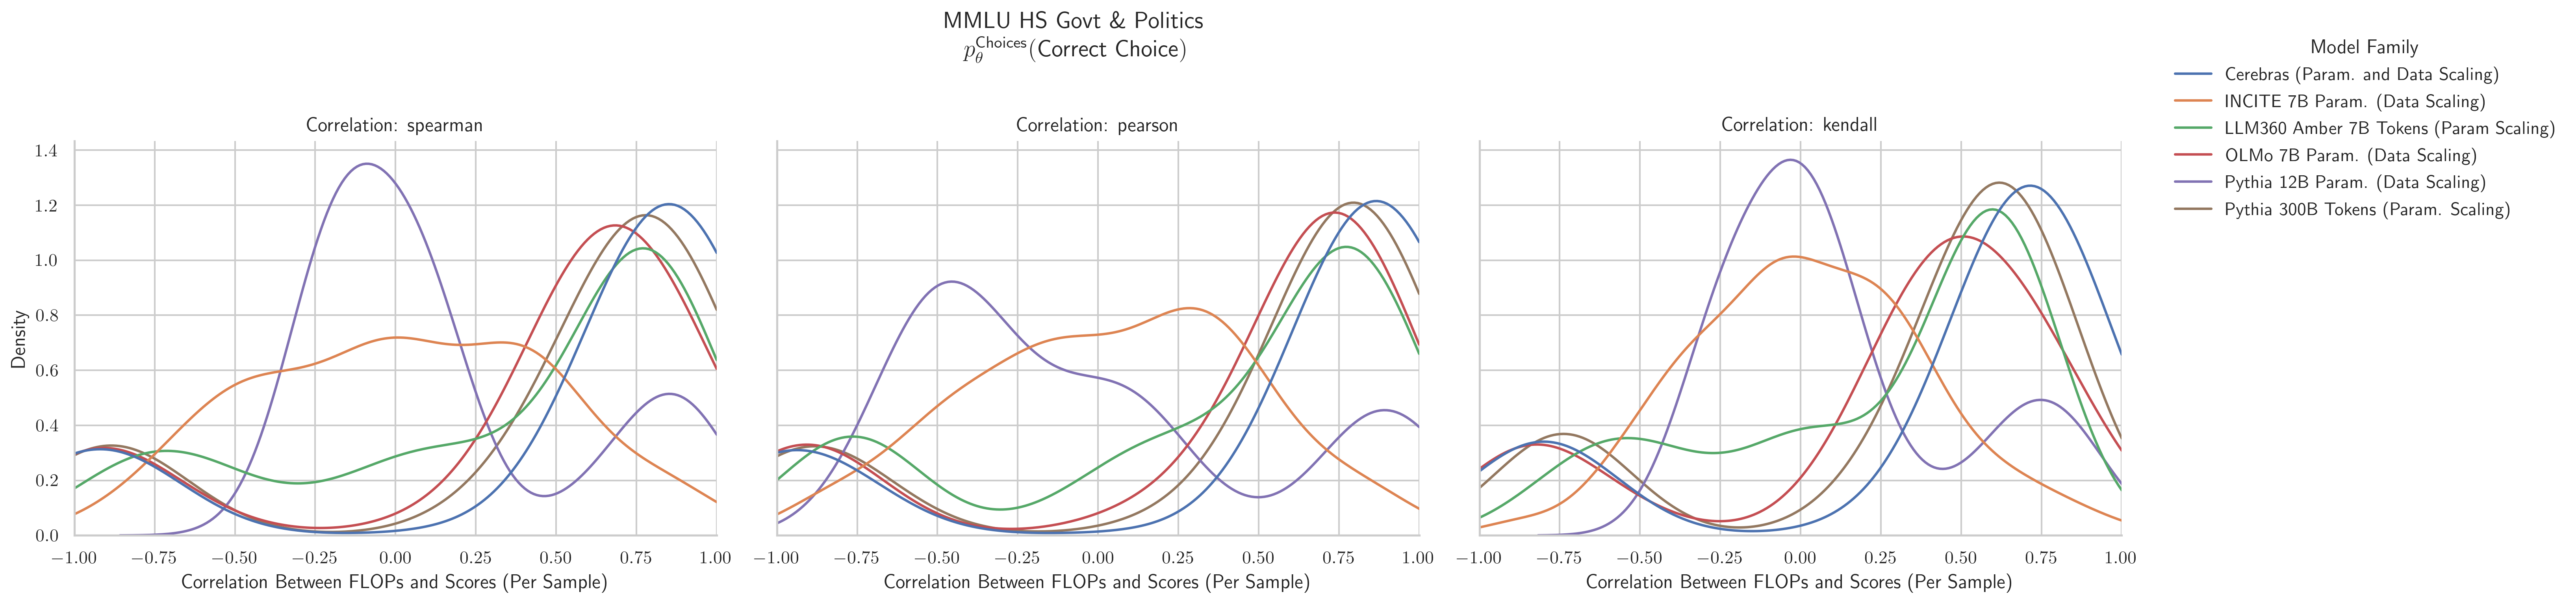 MMLU HS Govt & Politics
p_θ^Choices(Correct Choice)
Model Family
Cerebras (Param. and Data Scaling)
INCITE 7B Param. (Data Scaling)
LLM360 Amber 7B Tokens (Param Scaling)
OLMo 7B Param. (Data Scaling)
Pythia 12B Param. (Data Scaling)
Pythia 300B Tokens (Param. Scaling)
Correlation: spearman
Correlation: pearson
Correlation: kendall
Density
1.4
1.2
1.0
0.8
0.6
0.4
0.2
0.0
−1.00 −0.75 −0.50 −0.25 0.00 0.25 0.50 0.75 1.00
−1.00 −0.75 −0.50 −0.25 0.00 0.25 0.50 0.75 1.00
−1.00 −0.75 −0.50 −0.25 0.00 0.25 0.50 0.75 1.00
Correlation Between FLOPs and Scores (Per Sample)
Correlation Between FLOPs and Scores (Per Sample)
Correlation Between FLOPs and Scores (Per Sample)